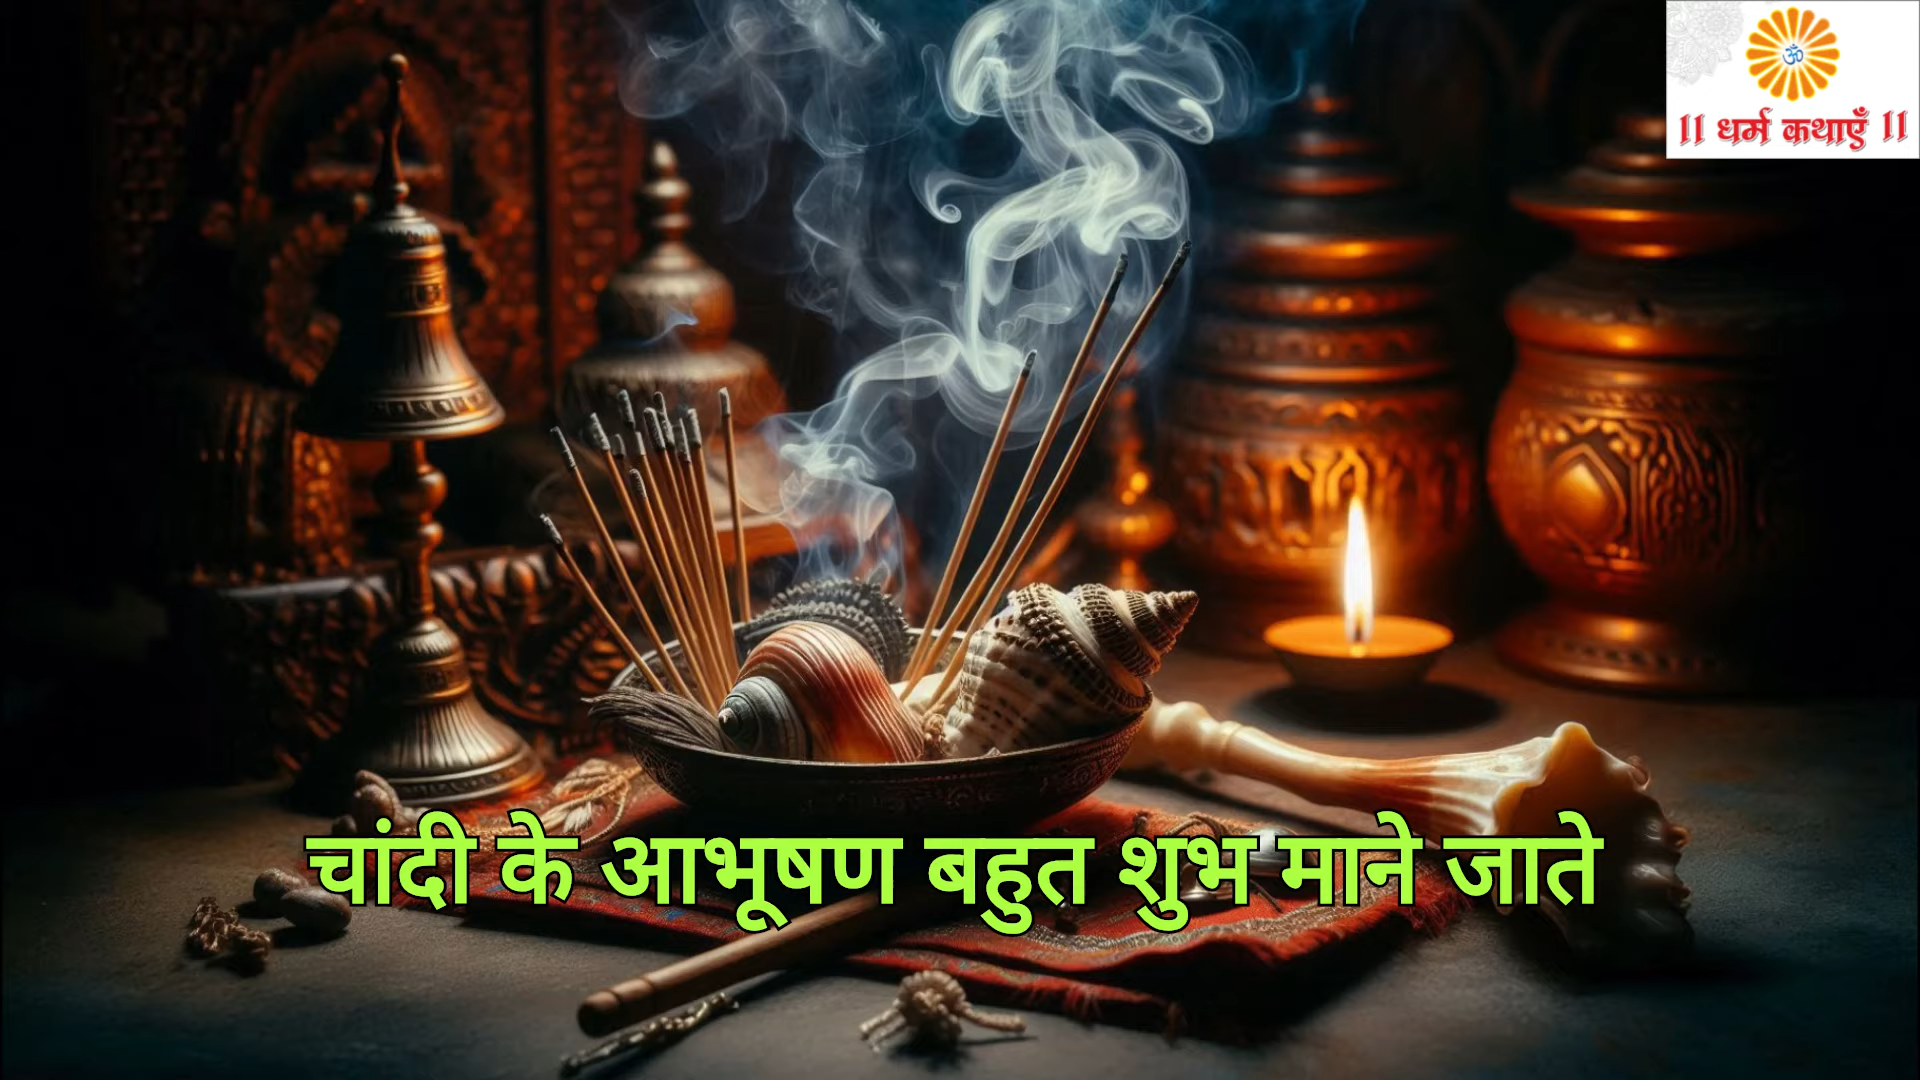 ॐ
।। धर्म कथाएँ ।।
चांदी के आभूषण बहुत शुभ माने जाते